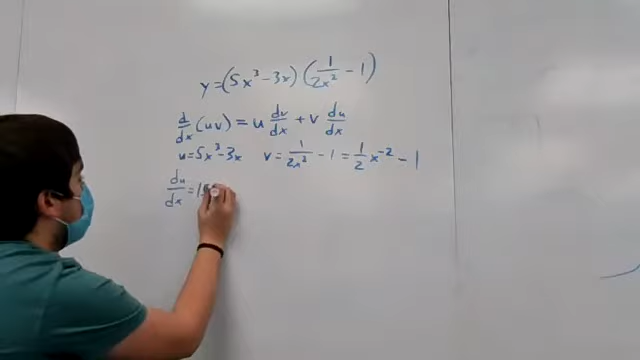 y=(5x³-3x)(1/2x²-1)
d/dx(uv)=u dv/dx+v du/dx
u=5x³-3x v=1/2x²-1=1/2x⁻²-1
du/dx=15